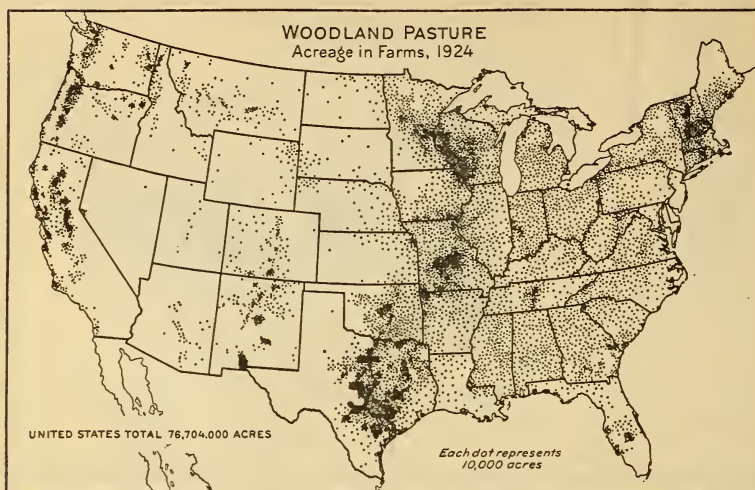 WOODLAND PASTURE
Acreage in Farms, 1924
UNITED STATES TOTAL 76,704,000 ACRES
Each dot represents
10,000 acres